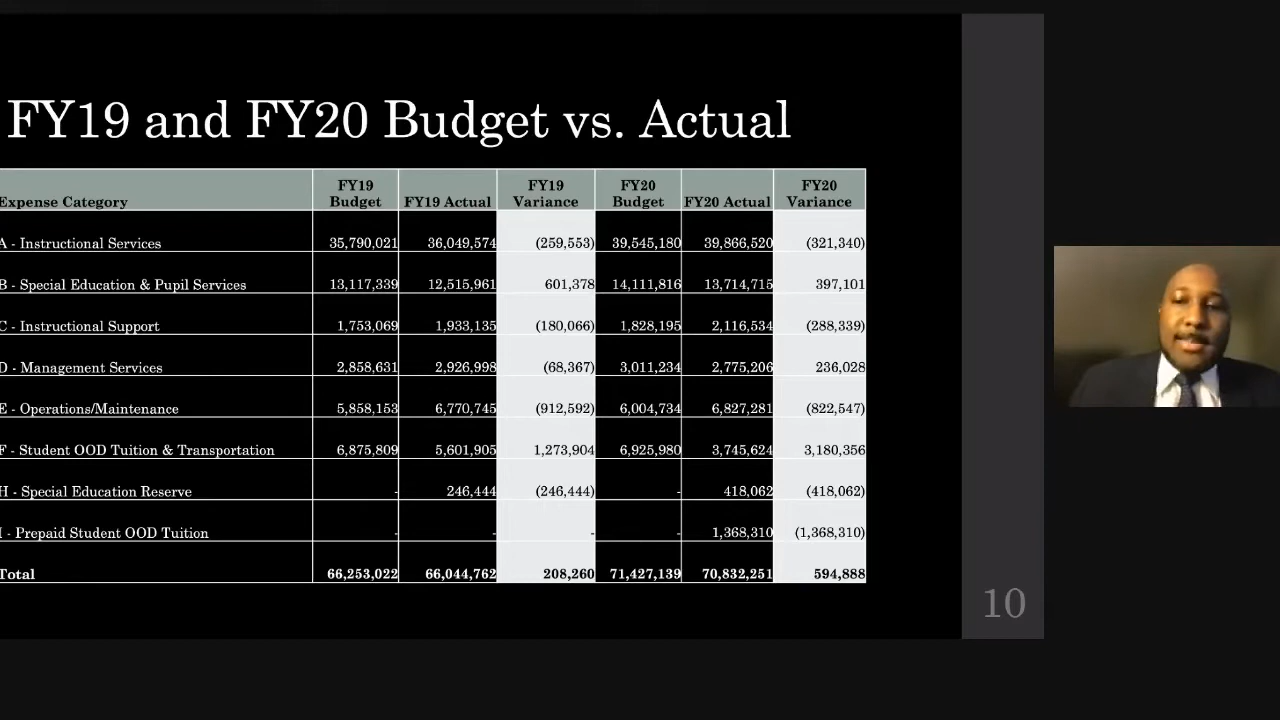 FY19 and FY20 Budget vs. Actual
Expense Category FY19 Budget FY19 Actual FY19 Variance FY20 Budget FY20 Actual FY20 Variance
A - Instructional Services 35,790,021 36,049,574 (259,553) 39,545,180 39,866,520 (321,340)
B - Special Education & Pupil Services 13,117,339 12,515,961 601,378 14,111,816 13,714,715 397,101
C - Instructional Support 1,753,069 1,933,135 (180,066) 1,828,195 2,116,534 (288,339)
D - Management Services 2,858,631 2,926,998 (68,367) 3,011,234 2,775,206 236,028
E - Operations/Maintenance 5,858,153 6,770,745 (912,592) 6,004,734 6,827,281 (822,547)
F - Student OOD Tuition & Transportation 6,875,809 5,601,905 1,273,904 6,925,980 3,745,624 3,180,356
H - Special Education Reserve - 246,444 (246,444) - 418,062 (418,062)
I - Prepaid Student OOD Tuition - - - - 1,368,310 (1,368,310)
Total 66,253,022 66,044,762 208,260 71,427,139 70,832,251 594,888
10